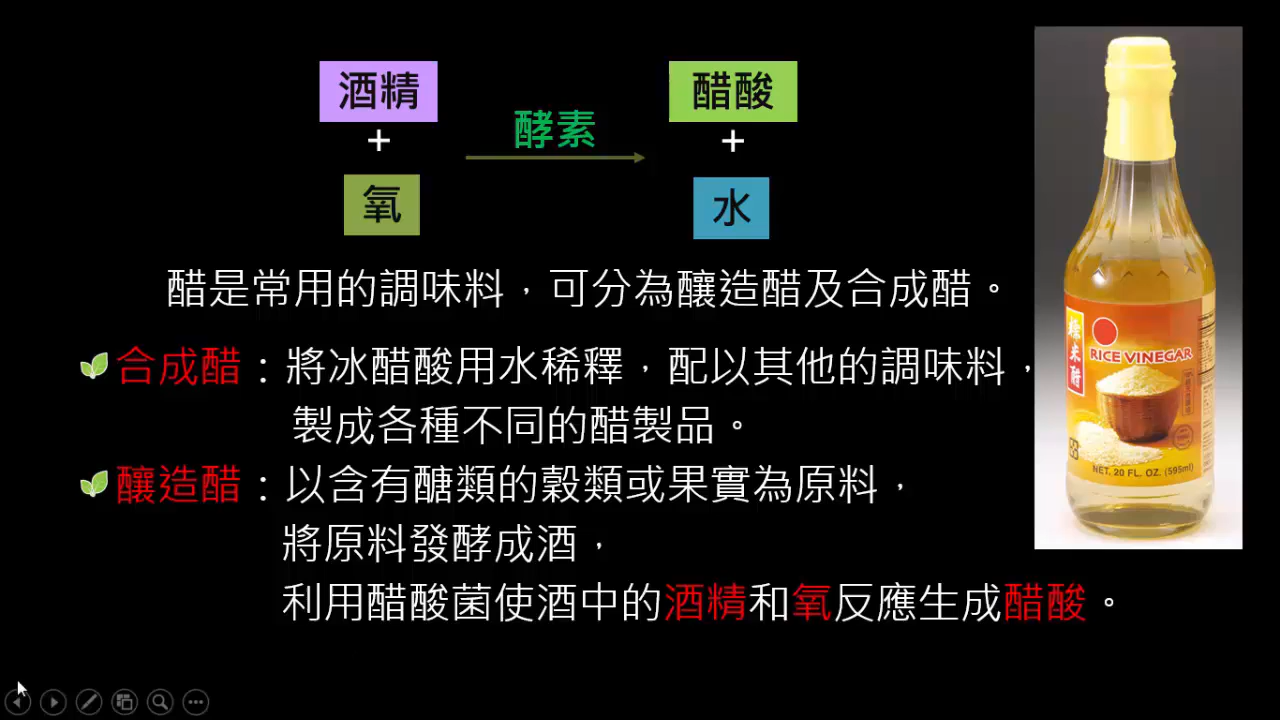 酒精
+
氧
酵素
醋酸
+
水
醋是常用的調味料，可分為釀造醋及合成醋。
合成醋：將冰醋酸用水稀釋，配以其他的調味料，
製成各種不同的醋製品。
釀造醋：以含有醣類的穀類或果實為原料，
將原料發酵成酒，
利用醋酸菌使酒中的酒精和氧反應生成醋酸。
米醋
RICE VINEGAR
NET. 20 FL. OZ. (595ml)